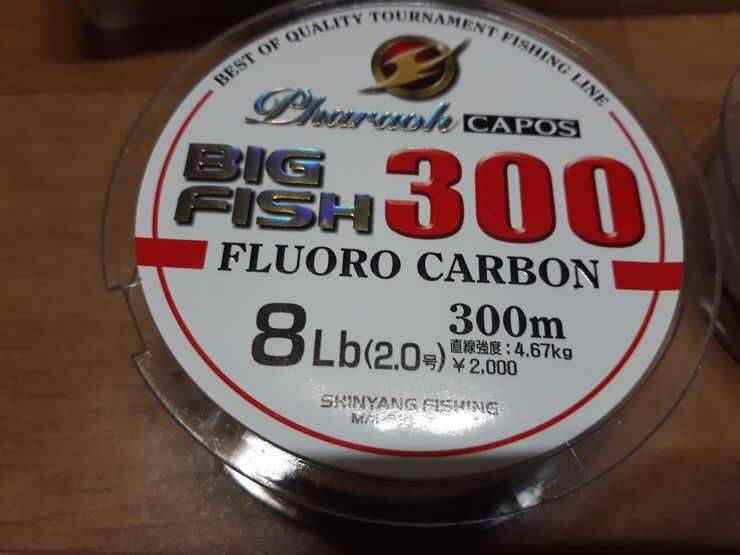 BEST OF QUALITY TOURNAMENT FISHING LINE
Pharaoh CAPOS
BIG
FISH 300
FLUORO CARBON
8Lb(2.0号)
300m
直線強度:4.67kg
¥2,000
SHINYANG FISHING